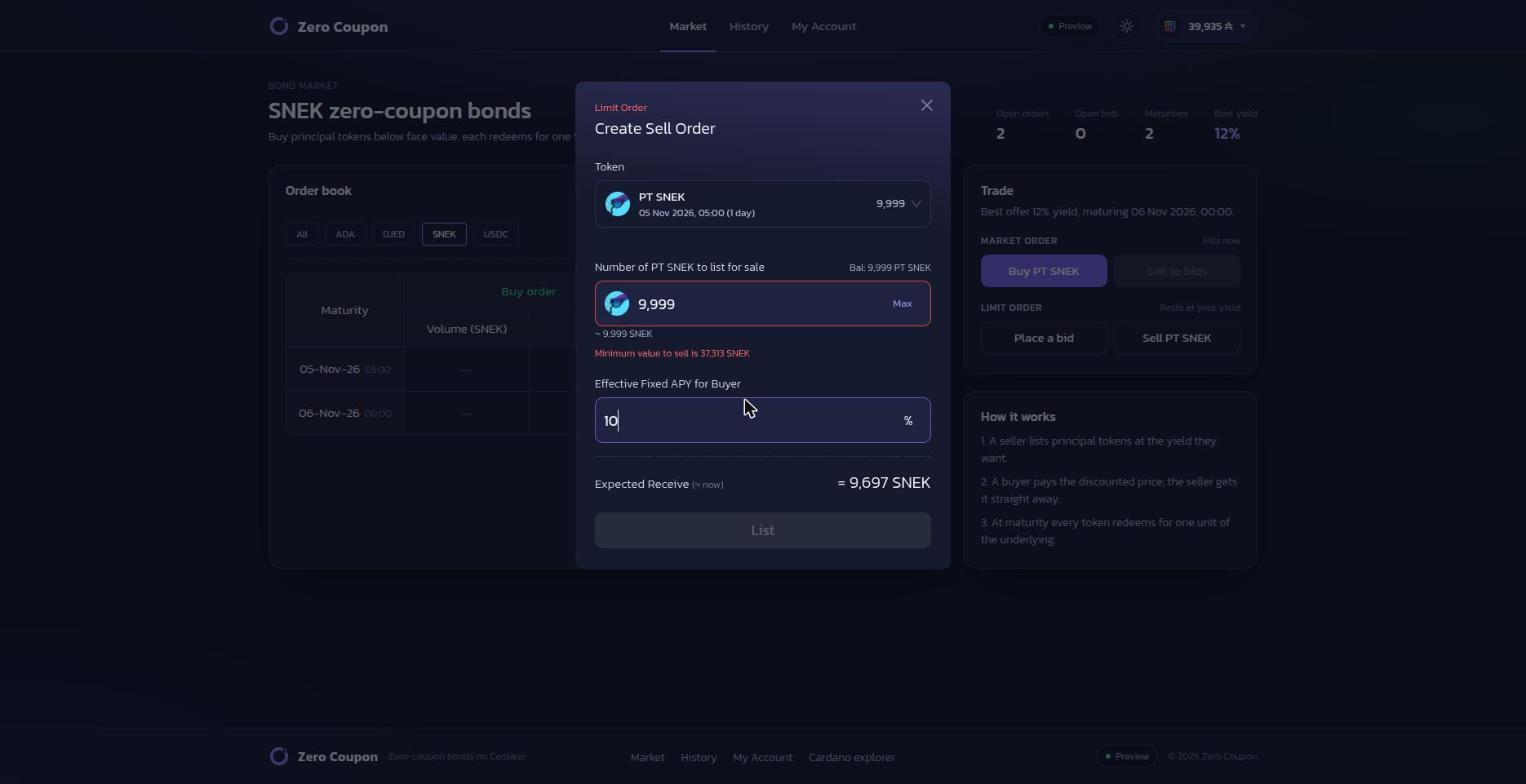 Zero Coupon
Market
History
My Account
Preview
39,935 ₳
BOND MARKET
SNEK zero-coupon bonds
Buy principal tokens below face value; each redeems for one
Open orders
2
Open bids
0
Maturities
2
Best yield
12%
Order book
All
ADA
DJED
SNEK
USDC
Maturity
Buy order
Volume (SNEK)
05-Nov-26 05:00
—
06-Nov-26 00:00
—
Limit Order
Create Sell Order
Token
PT SNEK
05 Nov 2026, 05:00 (1 day)
9,999
Number of PT SNEK to list for sale
Bal: 9,999 PT SNEK
9,999
Max
~ 9,999 SNEK
Minimum value to sell is 37,313 SNEK
Effective Fixed APY for Buyer
10
%
Expected Receive (≈ now)
= 9,697 SNEK
List
Trade
Best offer 12% yield, maturing 06 Nov 2026, 00:00.
MARKET ORDER
Fills now
Buy PT SNEK
Sell to bids
LIMIT ORDER
Rests at your yield
Place a bid
Sell PT SNEK
How it works
1. A seller lists principal tokens at the yield they
want.
2. A buyer pays the discounted price; the seller gets
it straight away.
3. At maturity every token redeems for one unit of
the underlying.
Zero Coupon
Zero-coupon bonds on Cardano
Market
History
My Account
Cardano explorer
Preview
© 2026 Zero Coupon